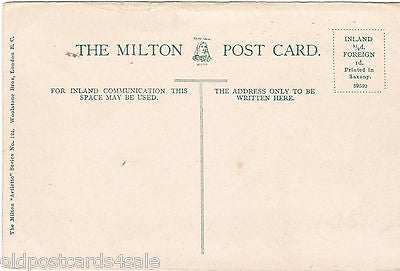 THE MILTON POST CARD.
FOR INLAND COMMUNICATION THIS
SPACE MAY BE USED.
THE ADDRESS ONLY TO BE
WRITTEN HERE.
INLAND
½d.
FOREIGN
1d.
Printed in
Saxony.
The Milton "Artlette" Series No. 121. Woolstone Bros., London E. C.
oldpostcards4sale